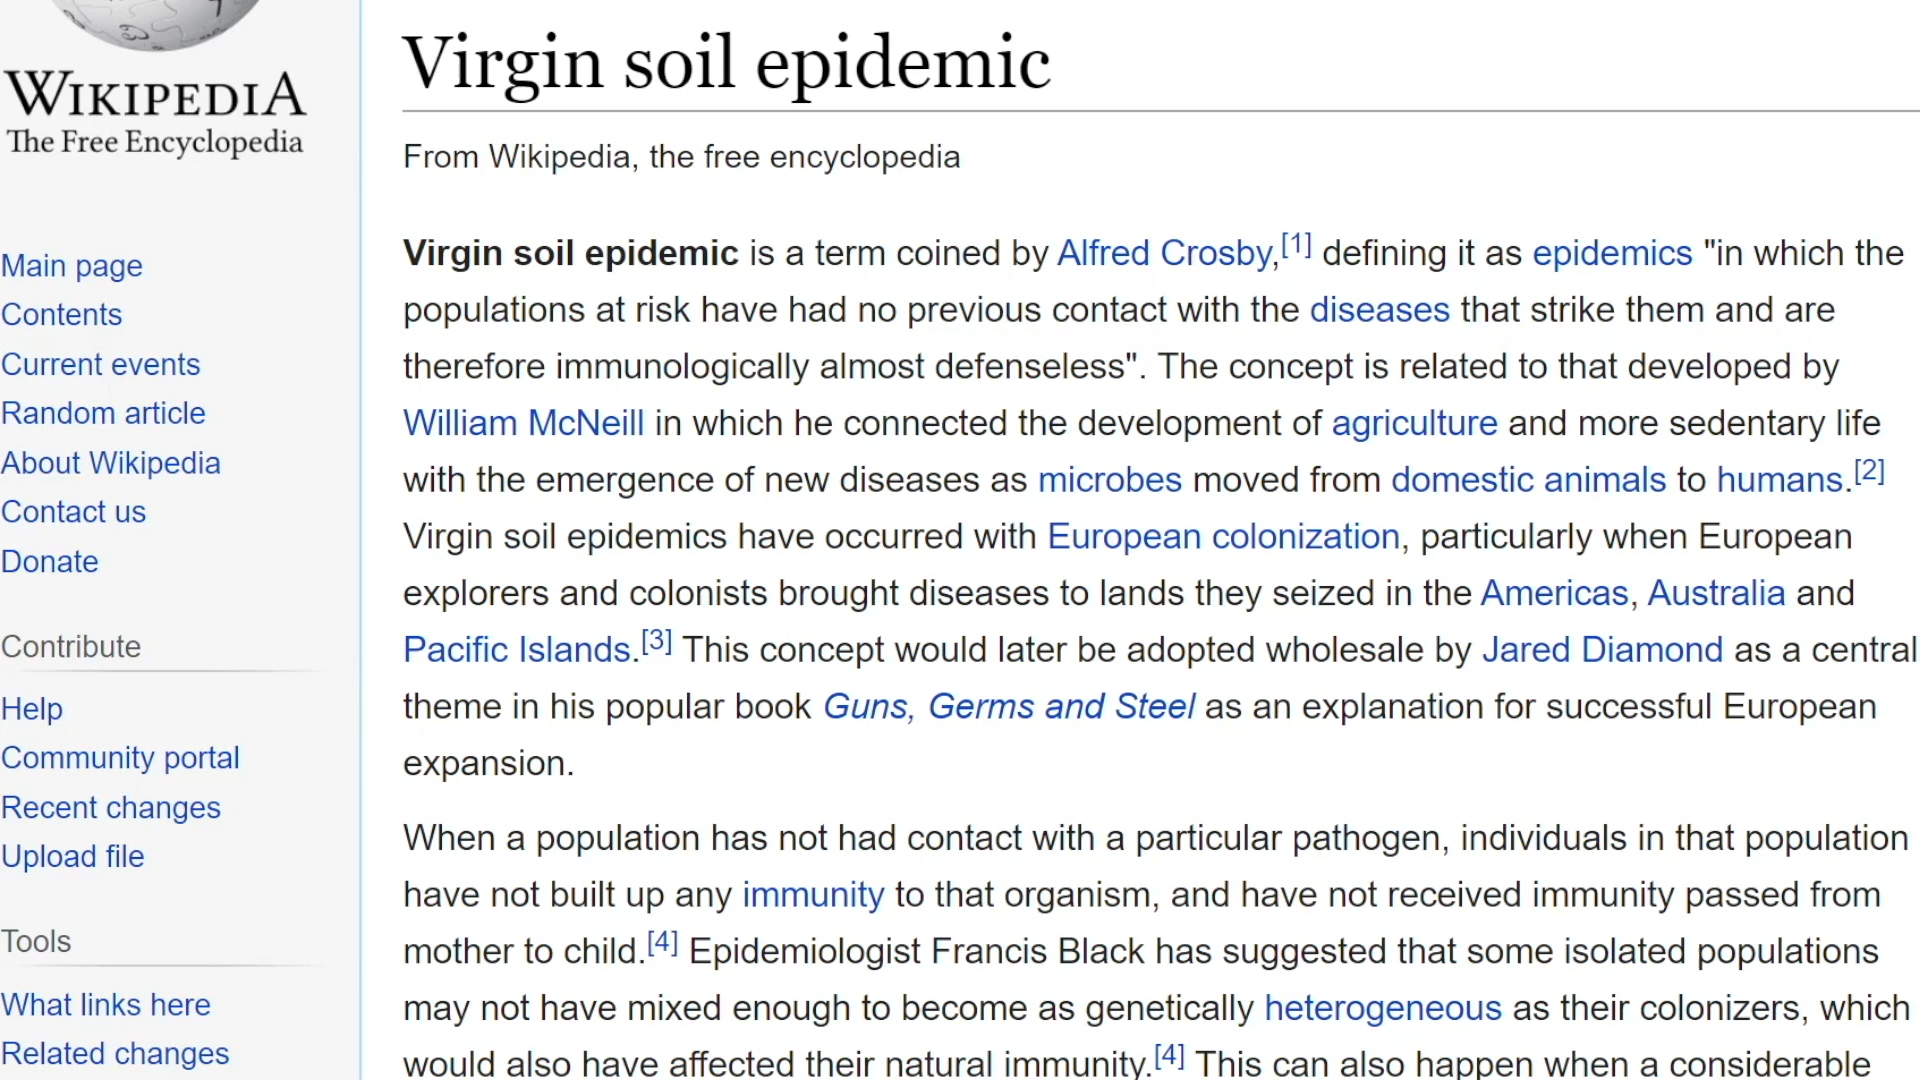 WIKIPEDIA
The Free Encyclopedia
Main page
Contents
Current events
Random article
About Wikipedia
Contact us
Donate
Contribute
Help
Community portal
Recent changes
Upload file
Tools
What links here
Related changes
Virgin soil epidemic
From Wikipedia, the free encyclopedia
Virgin soil epidemic is a term coined by Alfred Crosby,[1] defining it as epidemics "in which the
populations at risk have had no previous contact with the diseases that strike them and are
therefore immunologically almost defenseless". The concept is related to that developed by
William McNeill in which he connected the development of agriculture and more sedentary life
with the emergence of new diseases as microbes moved from domestic animals to humans.[2]
Virgin soil epidemics have occurred with European colonization, particularly when European
explorers and colonists brought diseases to lands they seized in the Americas, Australia and
Pacific Islands.[3] This concept would later be adopted wholesale by Jared Diamond as a central
theme in his popular book Guns, Germs and Steel as an explanation for successful European
expansion.
When a population has not had contact with a particular pathogen, individuals in that population
have not built up any immunity to that organism, and have not received immunity passed from
mother to child.[4] Epidemiologist Francis Black has suggested that some isolated populations
may not have mixed enough to become as genetically heterogeneous as their colonizers, which
would also have affected their natural immunity.[4] This can also happen when a considerable